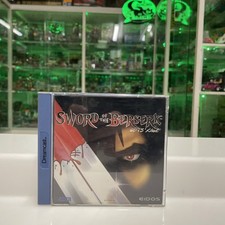 SWORD OF THE BERSERK
GUTS' RAGE
Dreamcast
EIDOS